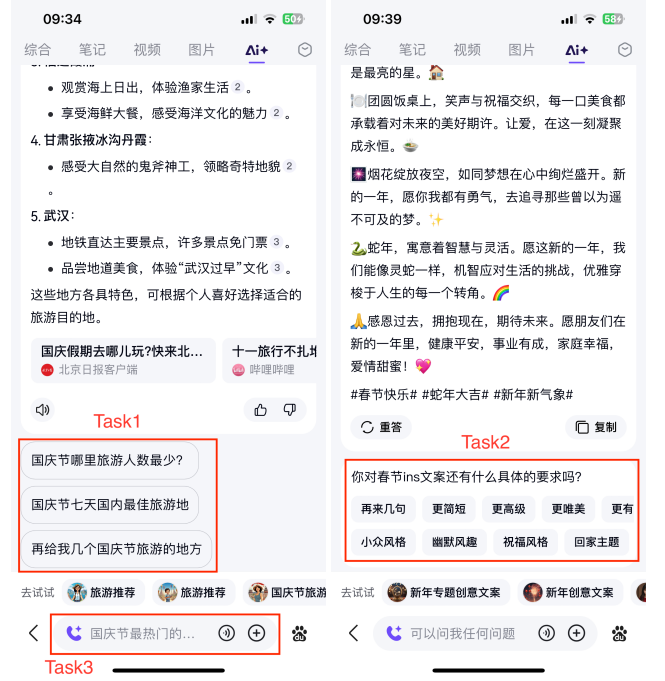 09:34
50
综合 笔记 视频 图片 Ai+
观赏海上日出，体验渔家生活 2 。
享受海鲜大餐，感受海洋文化的魅力 2 。
4. 甘肃张掖冰沟丹霞：
感受大自然的鬼斧神工，领略奇特地貌 2
。
5. 武汉：
地铁直达主要景点，许多景点免门票 3 。
品尝地道美食，体验“武汉过早”文化 3 。
这些地方各具特色，可根据个人喜好选择适合的
旅游目的地。
国庆假期去哪儿玩?快来北...
北京日报客户端
十一旅行不扎堆
哔哩哔哩
Task1
国庆节哪里旅游人数最少?
国庆节七天国内最佳旅游地
再给我几个国庆节旅游的地方
去试试 旅游推荐 旅游推荐 国庆节旅游
国庆节最热门的...
Task3
09:39
58
综合 笔记 视频 图片 Ai+
是最亮的星。🏠
🍽️团圆饭桌上，笑声与祝福交织，每一口美食都
承载着对未来的美好期许。让爱，在这一刻凝聚
成永恒。🍲
🎆烟花绽放夜空，如同梦想在心中绚烂盛开。新
的一年，愿你我都有勇气，去追寻那些曾以为遥
不可及的梦。✨
🐍蛇年，寓意着智慧与灵活。愿这新的一年，我
们能像灵蛇一样，机智应对生活的挑战，优雅穿
梭于人生的每一个转角。🌈
🙏感恩过去，拥抱现在，期待未来。愿朋友们在
新的一年里，健康平安，事业有成，家庭幸福，
爱情甜蜜！💖
#春节快乐# #蛇年大吉# #新年新气象#
重答 复制
Task2
你对春节ins文案还有什么具体的要求吗?
再来几句 更简短 更高级 更唯美 更有
小众风格 幽默风趣 祝福风格 回家主题
去试试 新年专题创意文案 新年创意文案
可以问我任何问题